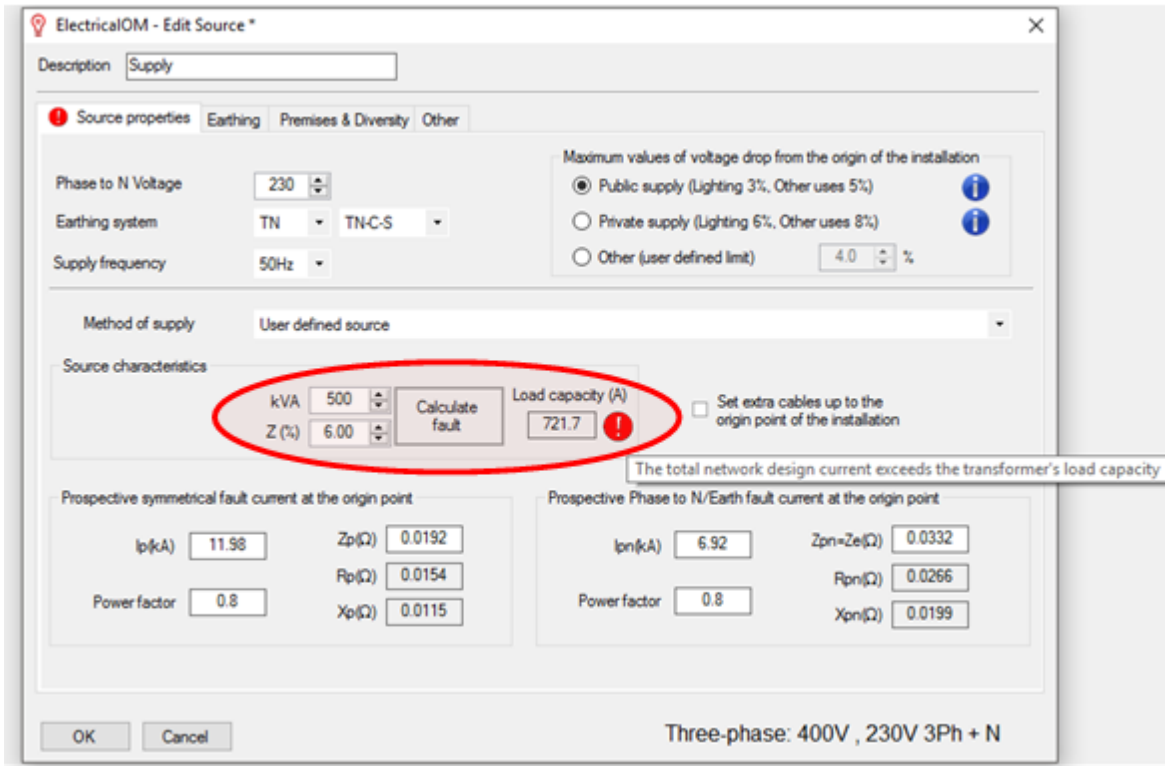 ElectricalOM - Edit Source *
Description Supply
Source properties Earthing Premises & Diversity Other
Maximum values of voltage drop from the origin of the installation
Phase to N Voltage 230
Public supply (Lighting 3%, Other uses 5%)
Earthing system TN TN-C-S
Private supply (Lighting 6%, Other uses 8%)
Supply frequency 50Hz
Other (user defined limit) 4.0 %
Method of supply User defined source
Source characteristics
kVA 500
Z (%) 6.00
Calculate
fault
Load capacity (A)
721.7
Set extra cables up to the
origin point of the installation
The total network design current exceeds the transformer's load capacity
Prospective symmetrical fault current at the origin point
Ip(kA) 11.98 Zp(Ω) 0.0192
Rp(Ω) 0.0154
Power factor 0.8 Xp(Ω) 0.0115
Prospective Phase to N/Earth fault current at the origin point
Ipn(kA) 6.92 Zpn=Ze(Ω) 0.0332
Rpn(Ω) 0.0266
Power factor 0.8 Xpn(Ω) 0.0199
OK Cancel
Three-phase: 400V , 230V 3Ph + N